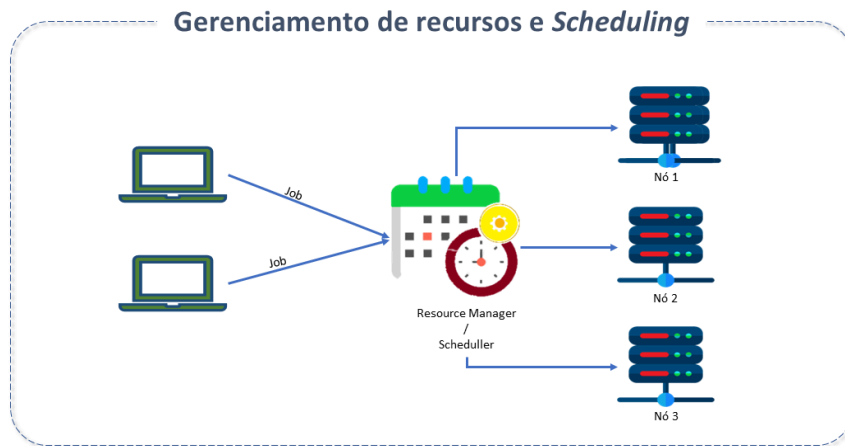 Gerenciamento de recursos e Scheduling
Job
Job
Resource Manager
/
Scheduller
Nó 1
Nó 2
Nó 3